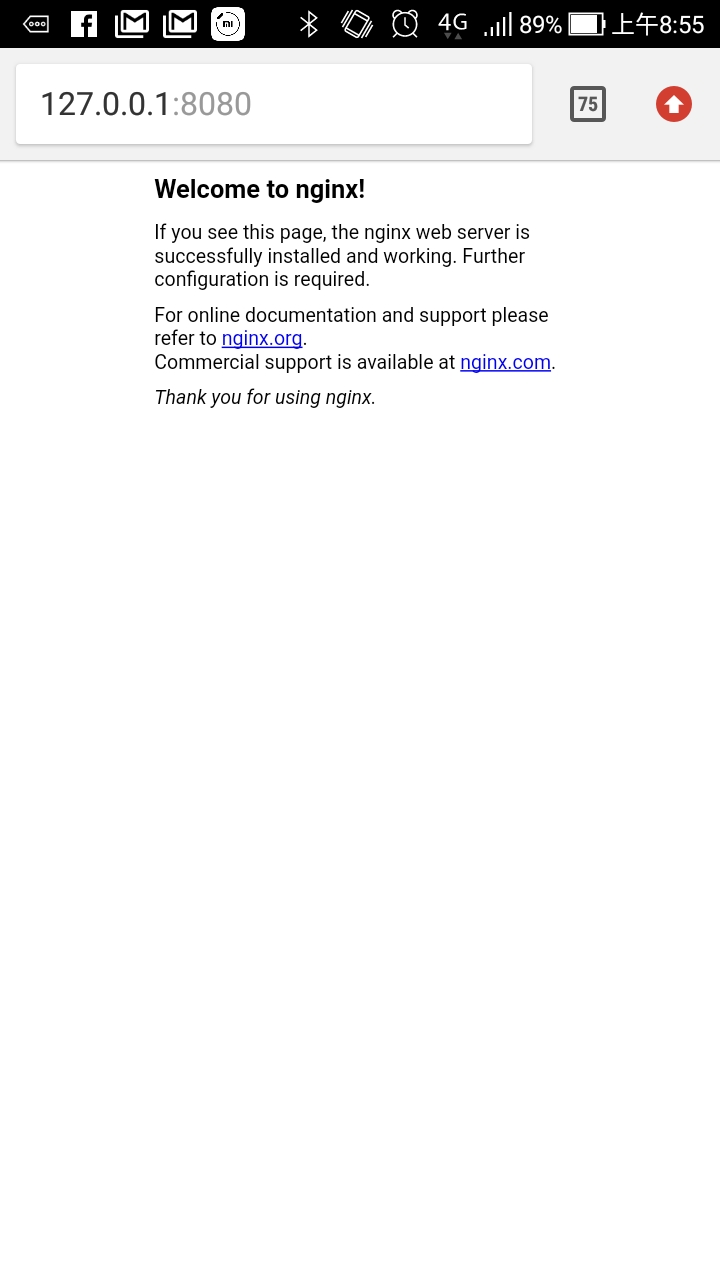 4G 89% 上午8:55
127.0.0.1:8080 75
Welcome to nginx!
If you see this page, the nginx web server is
successfully installed and working. Further
configuration is required.
For online documentation and support please
refer to nginx.org.
Commercial support is available at nginx.com.
Thank you for using nginx.